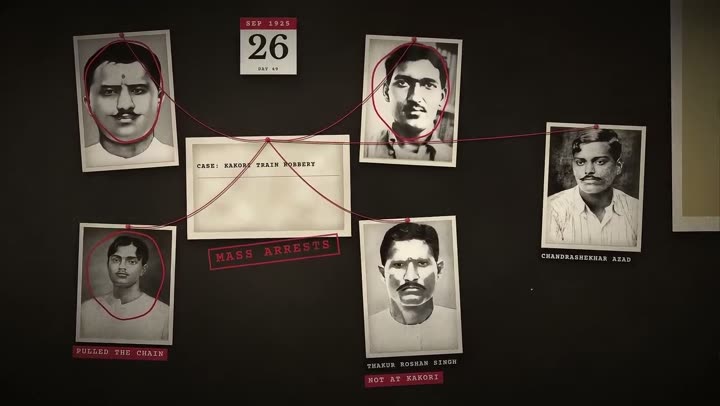 SEP 1925
26
DAY 49
CASE: KAKORI TRAIN ROBBERY
MASS ARRESTS
CHANDRASHEKHAR AZAD
PULLED THE CHAIN
THAKUR ROSHAN SINGH
NOT AT KAKORI